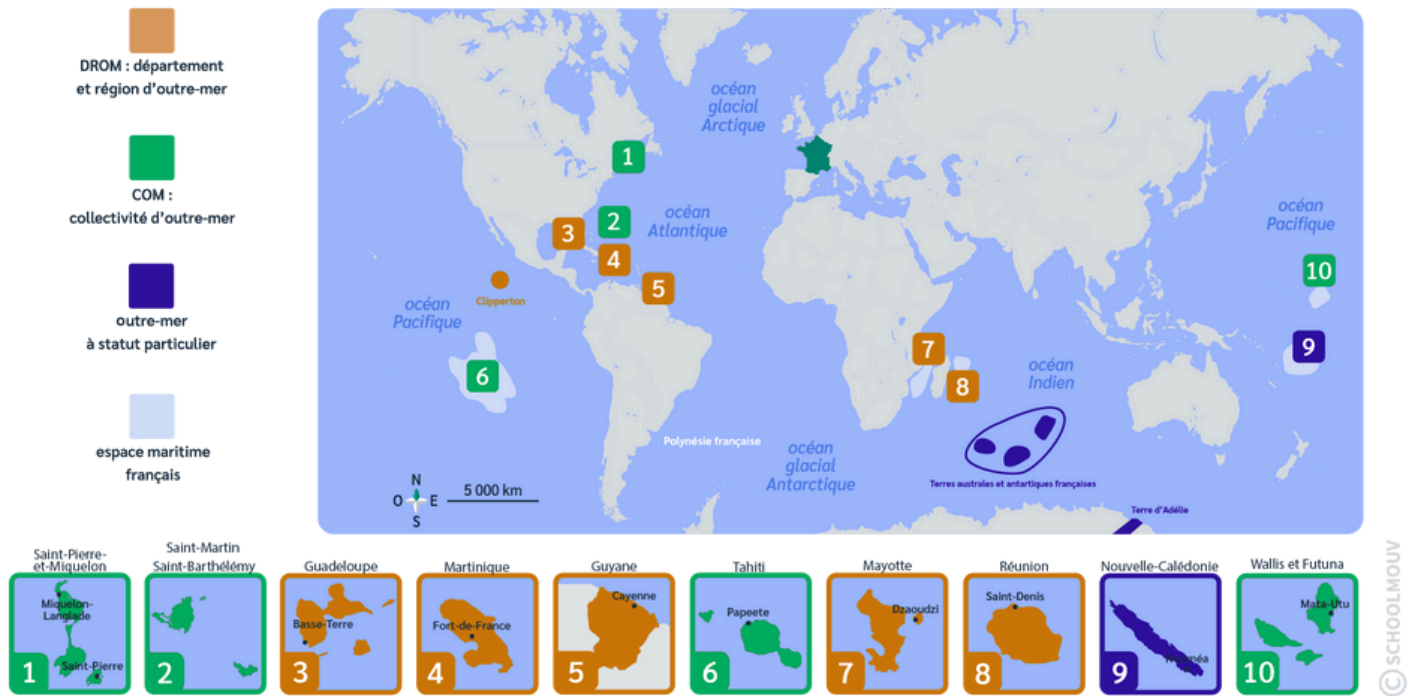 DROM : département
et région d'outre-mer
COM :
collectivité d'outre-mer
outre-mer
à statut particulier
espace maritime
français
océan
glacial
Arctique
océan
Atlantique
océan
Pacifique
océan
Pacifique
océan
Indien
océan
glacial
Antarctique
1
2
3
4
5
6
7
8
9
10
Clipperton
Polynésie française
Terres australes et antartiques françaises
Terre d'Adélie
N
O E
S
5 000 km
Saint-Pierre-
et-Miquelon
Miquelon-
Langlade
Saint-Pierre
1
Saint-Martin
Saint-Barthélémy
2
Guadeloupe
Basse-Terre
3
Martinique
Fort-de-France
4
Guyane
Cayenne
5
Tahiti
Papeete
6
Mayotte
Dzaoudzi
7
Réunion
Saint-Denis
8
Nouvelle-Calédonie
Nouméa
9
Wallis et Futuna
Mata-Utu
10
© SCHOOLMOUV